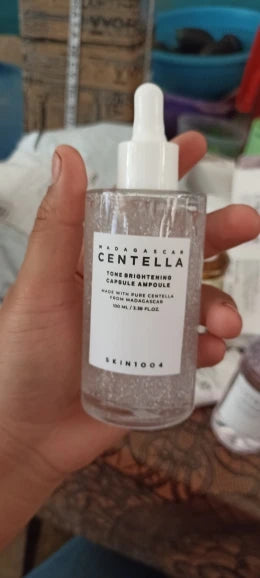 MADAGASCAR
CENTELLA
TONE BRIGHTENING
CAPSULE AMPOULE
MADE WITH PURE CENTELLA
FROM MADAGASCAR
100 ML / 3.38 FL.OZ.
SKIN1004